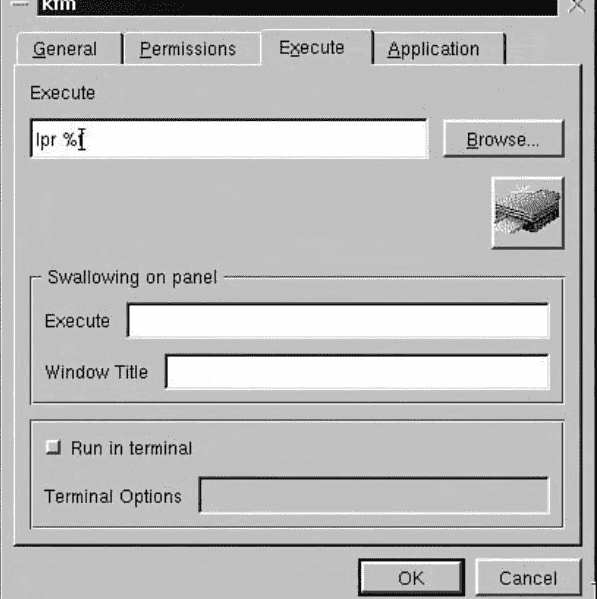 kfm
General Permissions Execute Application
Execute
lpr %f
Browse...
Swallowing on panel
Execute
Window Title
Run in terminal
Terminal Options
OK Cancel